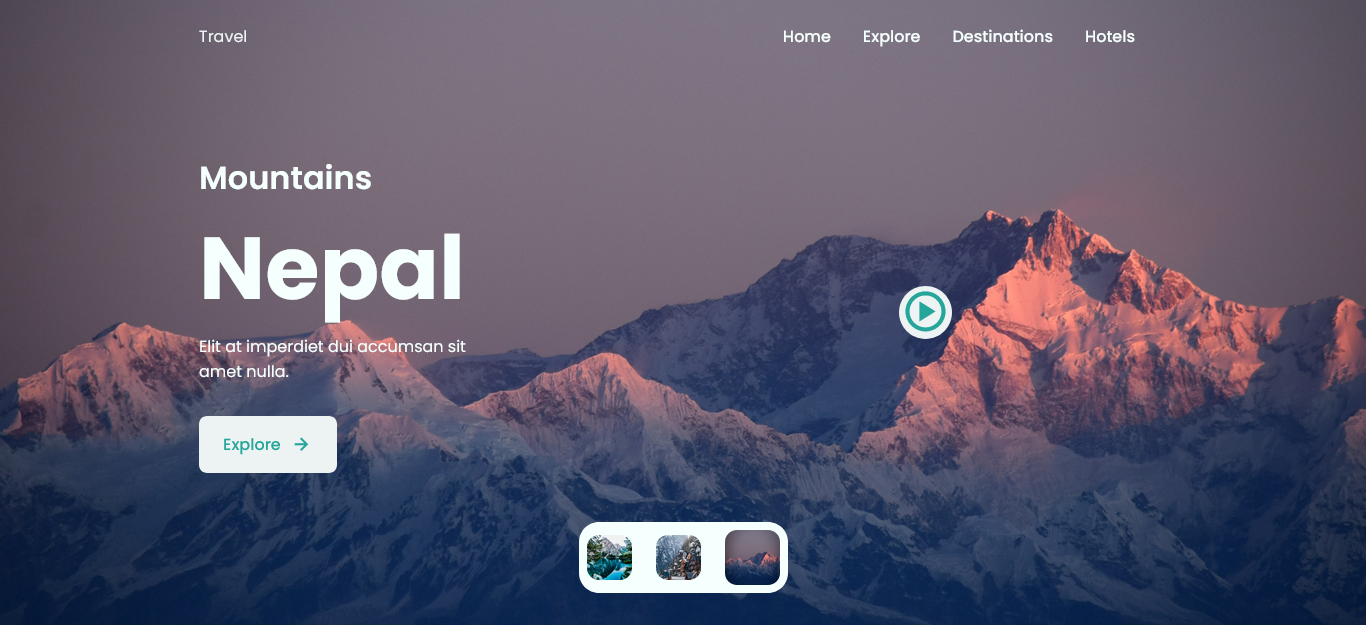 Travel
Home Explore Destinations Hotels
Mountains
Nepal
Elit at imperdiet dui accumsan sit
amet nulla.
Explore